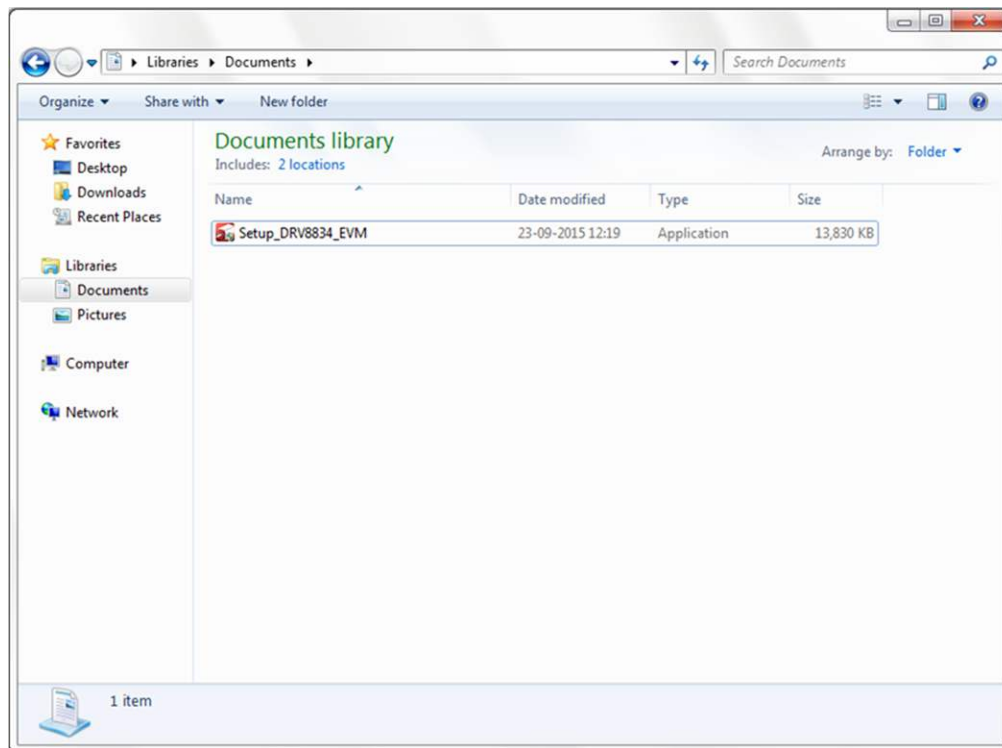 Libraries Documents
Search Documents
Organize Share with New folder
Favorites
Desktop
Downloads
Recent Places
Libraries
Documents
Pictures
Computer
Network
Documents library
Includes: 2 locations
Arrange by: Folder
Name Date modified Type Size
Setup_DRV8834_EVM 23-09-2015 12:19 Application 13,830 KB
1 item